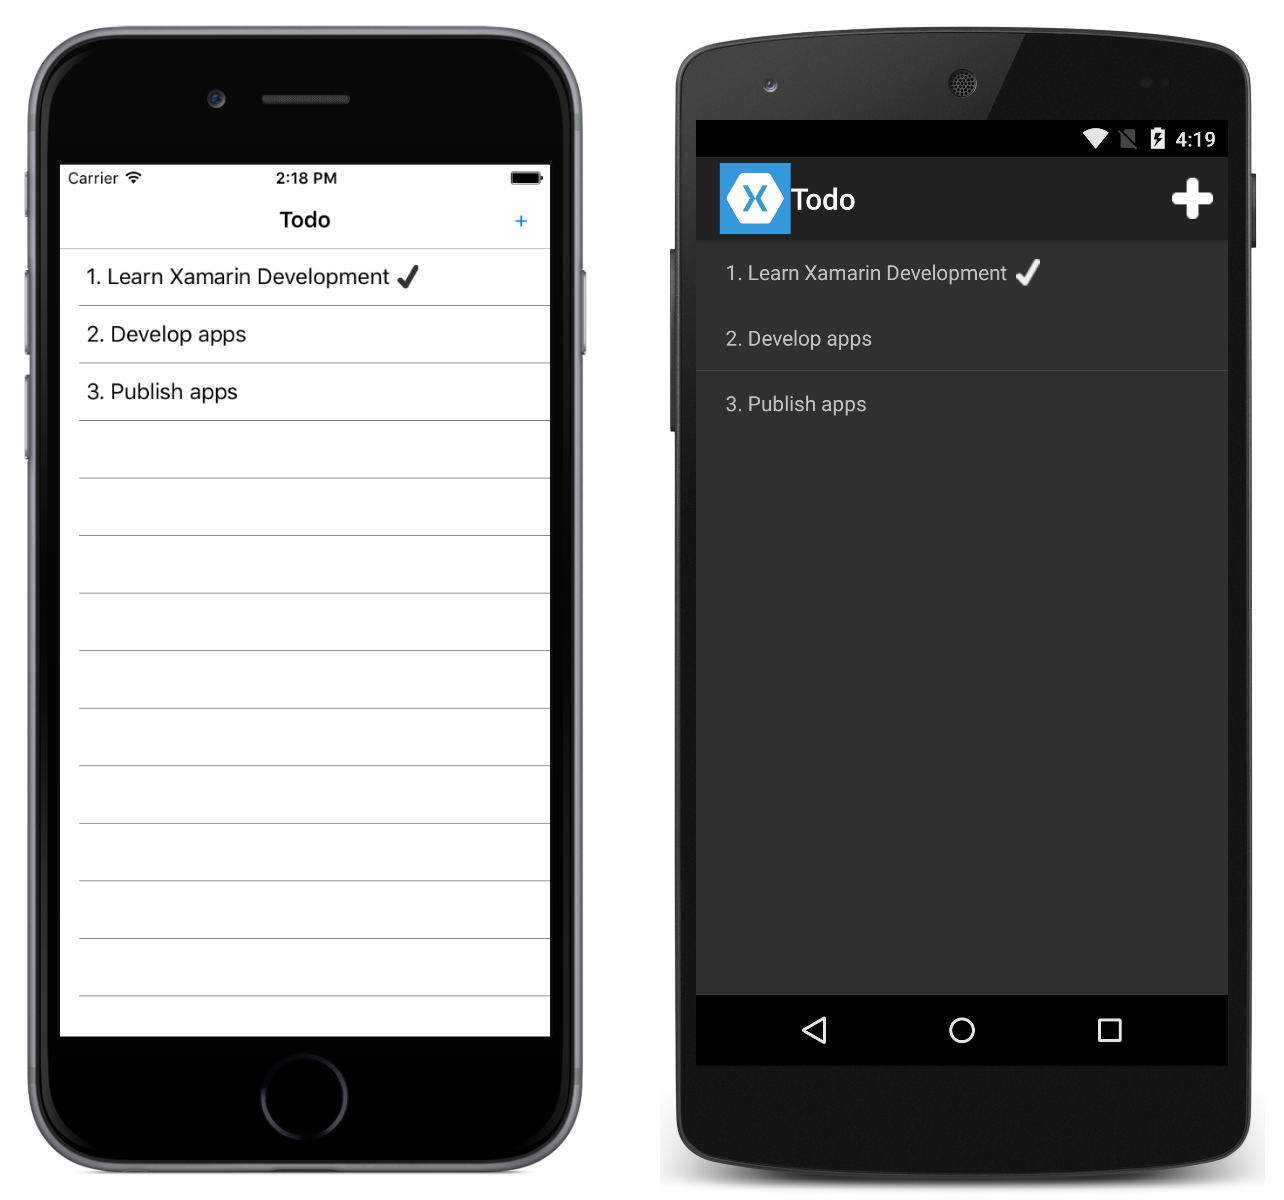 Carrier 2:18 PM
Todo +
1. Learn Xamarin Development
2. Develop apps
3. Publish apps
4:19
X Todo
1. Learn Xamarin Development
2. Develop apps
3. Publish apps